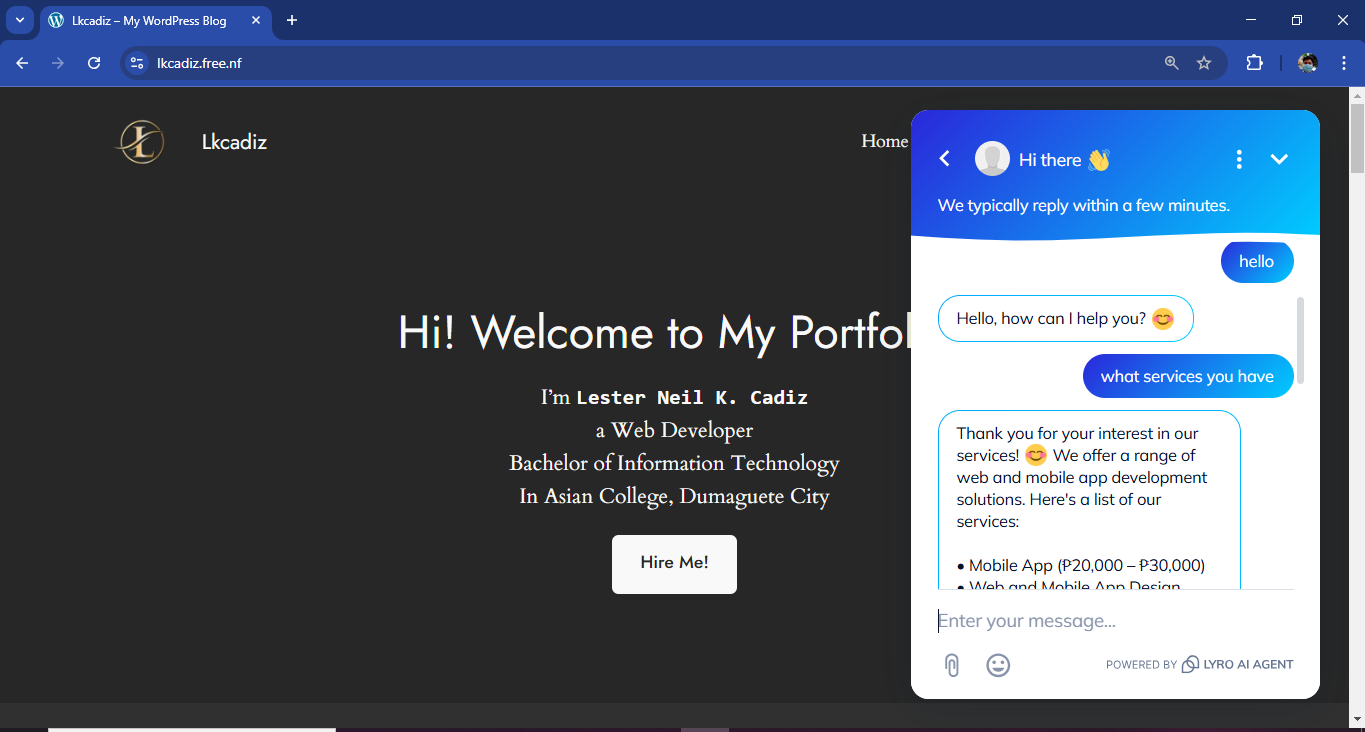 Lkcadiz – My WordPress Blog
lkcadiz.free.nf
Lkcadiz
Home
Hi! Welcome to My Portfol
I'm Lester Neil K. Cadiz
a Web Developer
Bachelor of Information Technology
In Asian College, Dumaguete City
Hire Me!
Hi there 👋
We typically reply within a few minutes.
hello
Hello, how can I help you? 😊
what services you have
Thank you for your interest in our
services! 😊 We offer a range of
web and mobile app development
solutions. Here's a list of our
services:
• Mobile App (₱20,000 – ₱30,000)
• Web and Mobile App Design
Enter your message...
POWERED BY LYRO AI AGENT